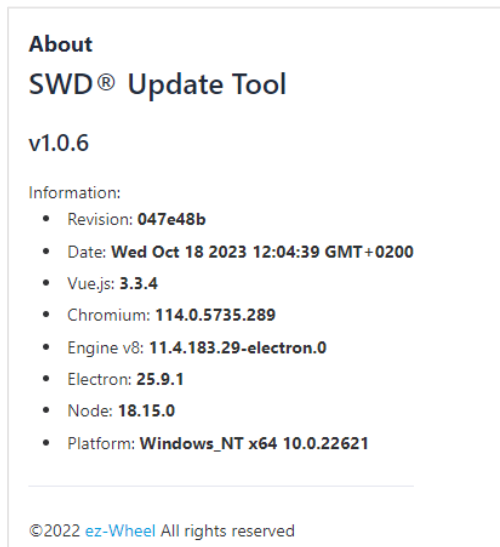 About
SWD® Update Tool
v1.0.6
Information:
• Revision: 047e48b
• Date: Wed Oct 18 2023 12:04:39 GMT+0200
• Vue.js: 3.3.4
• Chromium: 114.0.5735.289
• Engine v8: 11.4.183.29-electron.0
• Electron: 25.9.1
• Node: 18.15.0
• Platform: Windows_NT x64 10.0.22621
©2022 ez-Wheel All rights reserved